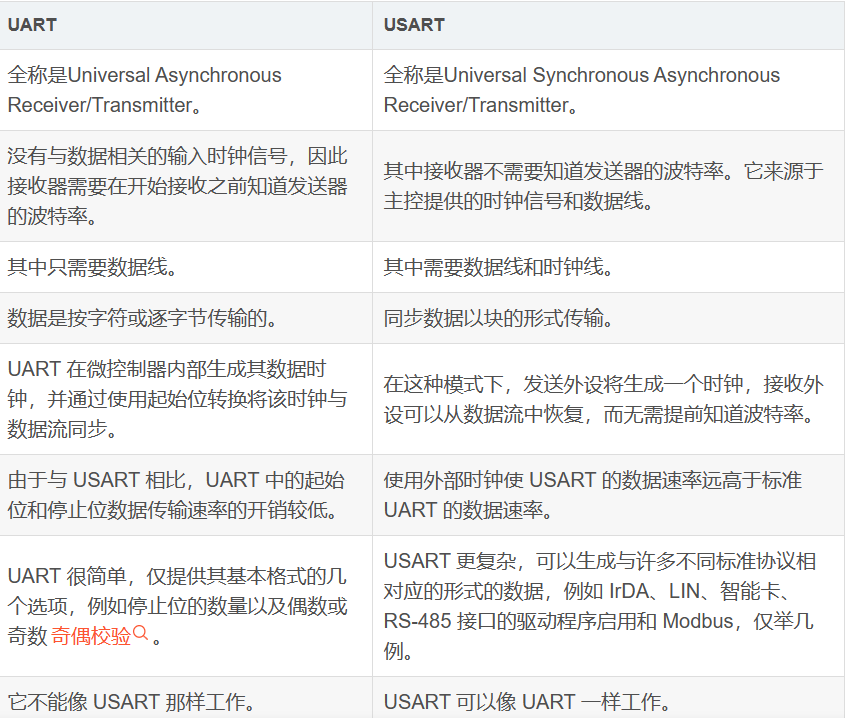 UART
USART
全称是Universal Asynchronous
Receiver/Transmitter。
全称是Universal Synchronous Asynchronous
Receiver/Transmitter。
没有与数据相关的输入时钟信号，因此
接收器需要在开始接收之前知道发送器
的波特率。
其中接收器不需要知道发送器的波特率。它来源于
主控提供的时钟信号和数据线。
其中只需要数据线。
其中需要数据线和时钟线。
数据是按字符或逐字节传输的。
同步数据以块的形式传输。
UART 在微控制器内部生成其数据时
钟，并通过使用起始位转换将该时钟与
数据流同步。
在这种模式下，发送外设将生成一个时钟，接收外
设可以从数据流中恢复，而无需提前知道波特率。
由于与 USART 相比，UART 中的起始
位和停止位数据传输速率的开销较低。
使用外部时钟使 USART 的数据速率远高于标准
UART 的数据速率。
UART 很简单，仅提供其基本格式的几
个选项，例如停止位的数量以及偶数或
奇数 奇偶校验。
USART 更复杂，可以生成与许多不同标准协议相
对应的形式的数据，例如 IrDA、LIN、智能卡、
RS-485 接口的驱动程序启用和 Modbus，仅举几
例。
它不能像 USART 那样工作。
USART 可以像 UART 一样工作。